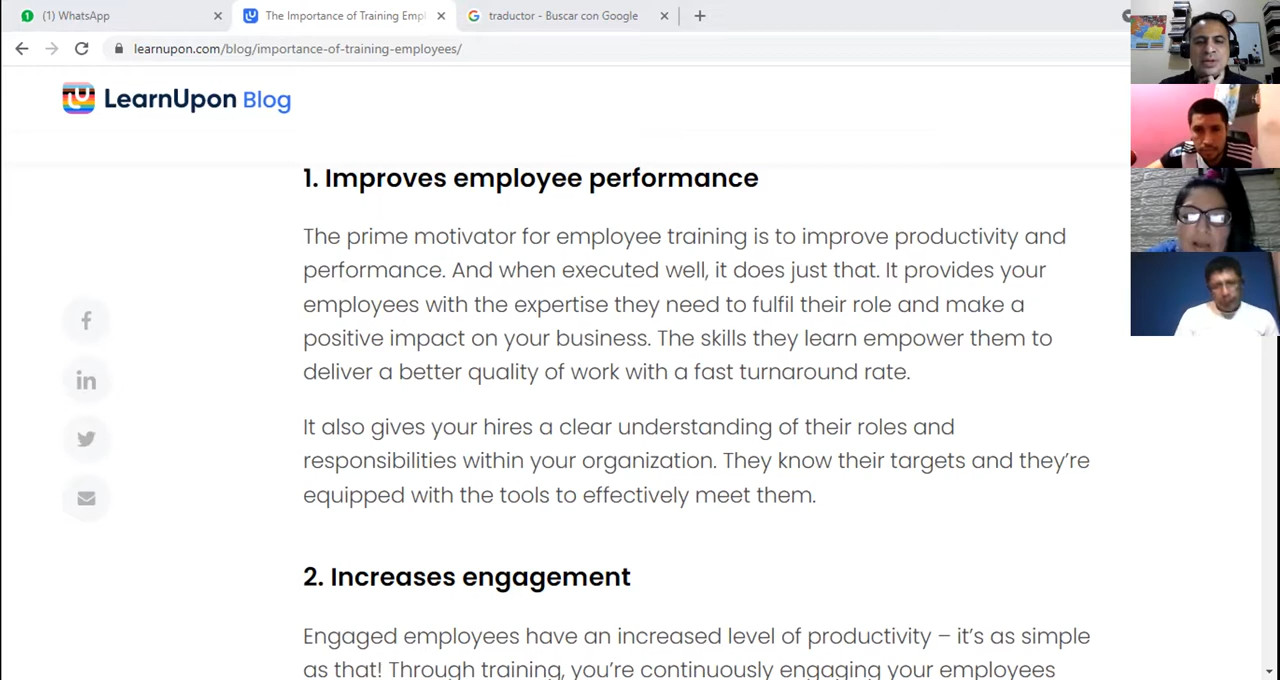 (1) WhatsApp
The Importance of Training Empl
traductor - Buscar con Google
learnupon.com/blog/importance-of-training-employees/
LearnUpon Blog
1. Improves employee performance
The prime motivator for employee training is to improve productivity and
performance. And when executed well, it does just that. It provides your
employees with the expertise they need to fulfil their role and make a
positive impact on your business. The skills they learn empower them to
deliver a better quality of work with a fast turnaround rate.
It also gives your hires a clear understanding of their roles and
responsibilities within your organization. They know their targets and they're
equipped with the tools to effectively meet them.
2. Increases engagement
Engaged employees have an increased level of productivity – it's as simple
as that! Through training, you're continuously engaging your employees